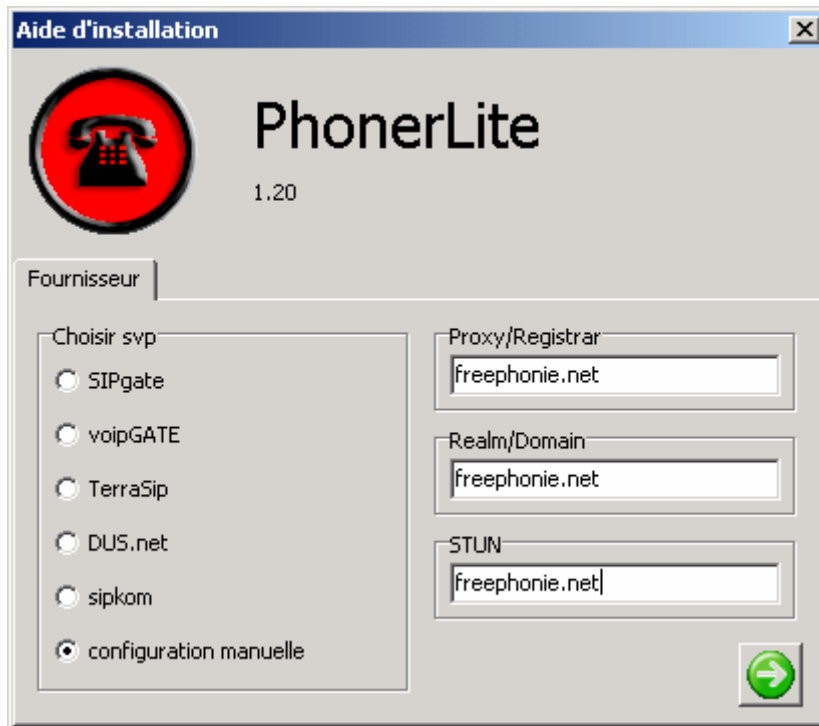 Aide d'installation
PhonerLite
1.20
Fournisseur
Choisir svp
SIPgate
voipGATE
TerraSip
DUS.net
sipkom
configuration manuelle
Proxy/Registrar
freephonie.net
Realm/Domain
freephonie.net
STUN
freephonie.net